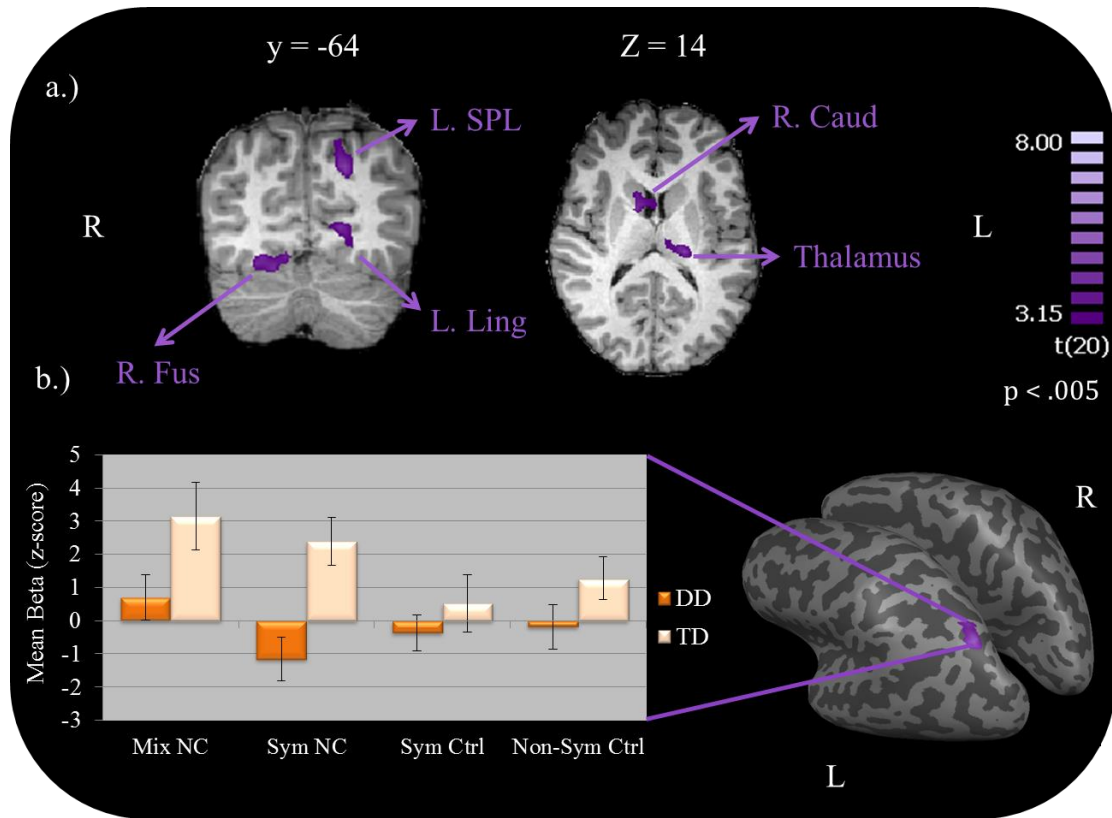 y = -64
Z = 14
a.)
L. SPL
R. Caud
8.00
R
L
Thalamus
L. Ling
3.15
t(20)
R. Fus
p < .005
b.)
5
4
3
2
1
0
-1
-2
-3
Mean Beta (z-score)
Mix NC
Sym NC
Sym Ctrl
Non-Sym Ctrl
DD
TD
R
L